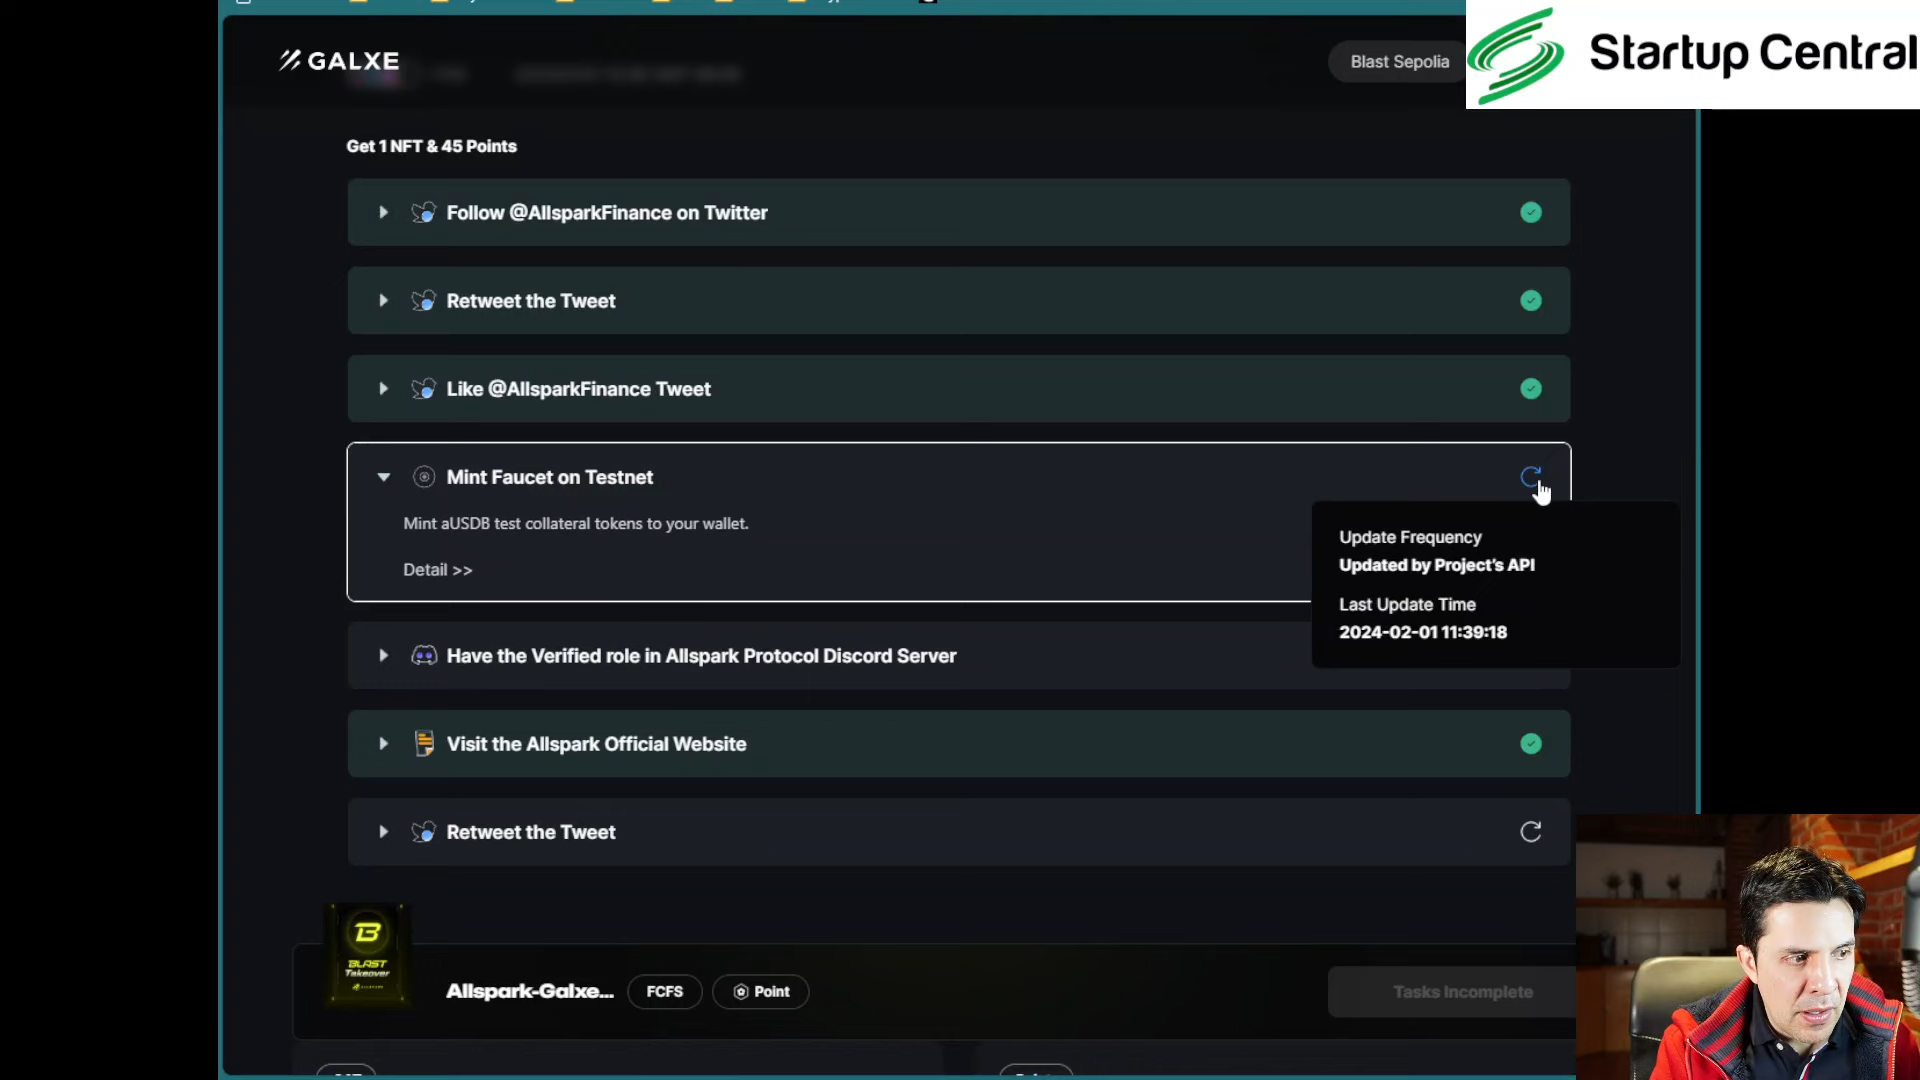 GALXE
Blast Sepolia
Startup Central
Get 1 NFT & 45 Points
Follow @AllsparkFinance on Twitter
Retweet the Tweet
Like @AllsparkFinance Tweet
Mint Faucet on Testnet
Mint aUSDB test collateral tokens to your wallet.
Detail >>
Update Frequency
Updated by Project's API
Last Update Time
2024-02-01 11:39:18
Have the Verified role in Allspark Protocol Discord Server
Visit the Allspark Official Website
Retweet the Tweet
BLAST
Takeover
Allspark-Galxe...
FCFS
Point
Tasks Incomplete